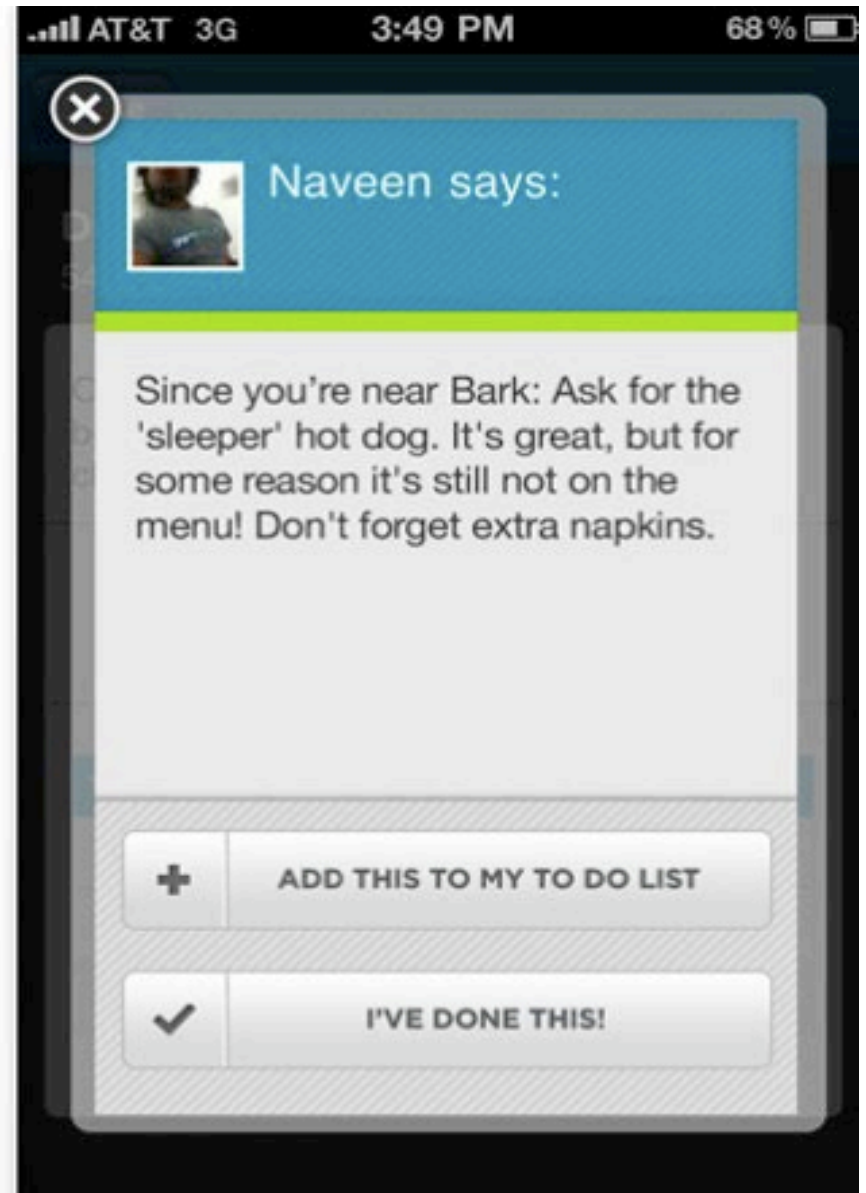 AT&T 3G 3:49 PM 68%
Naveen says:
Since you’re near Bark: Ask for the
'sleeper' hot dog. It's great, but for
some reason it's still not on the
menu! Don't forget extra napkins.
ADD THIS TO MY TO DO LIST
I'VE DONE THIS!